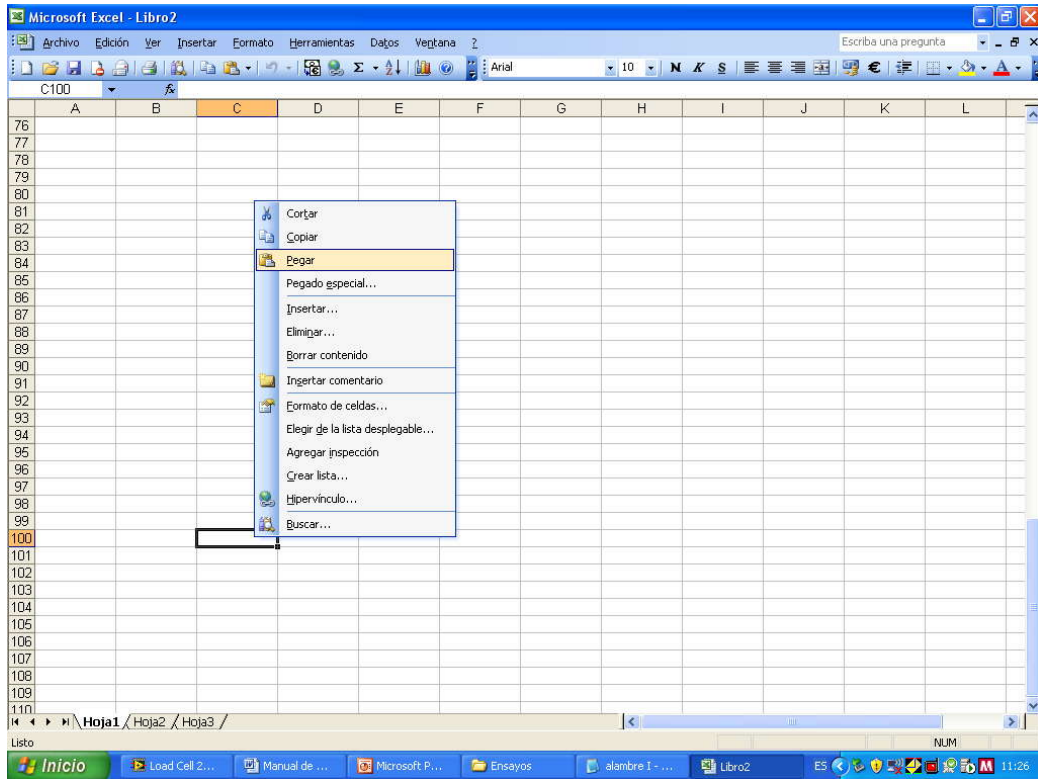 Microsoft Excel - Libro2
Archivo Edición Ver Insertar Formato Herramientas Datos Ventana ? Escriba una pregunta
Arial 10 N K S €
C100 fx
A B C D E F G H I J K L
76
77
78
79
80
81
82
83
84
85
86
87
88
89
90
91
92
93
94
95
96
97
98
99
100
101
102
103
104
105
106
107
108
109
110
Cortar
Copiar
Pegar
Pegado especial...
Insertar...
Eliminar...
Borrar contenido
Insertar comentario
Formato de celdas...
Elegir de la lista desplegable...
Agregar inspección
Crear lista...
Hipervínculo...
Buscar...
Hoja1 Hoja2 Hoja3
Listo NUM
Inicio Load Cell 2... Manual de ... Microsoft P... Ensayos alambre I - ... Libro2 ES 11:26